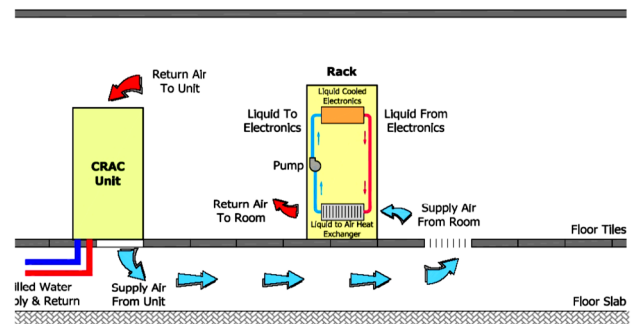 Return Air
To Unit
CRAC
Unit
Rack
Liquid Cooled
Electronics
Liquid To
Electronics
Liquid From
Electronics
Pump
Return Air
To Room
Supply Air
From Room
Liquid to Air Heat
Exchanger
Floor Tiles
Water
& Return
Supply Air
From Unit
Floor Slab